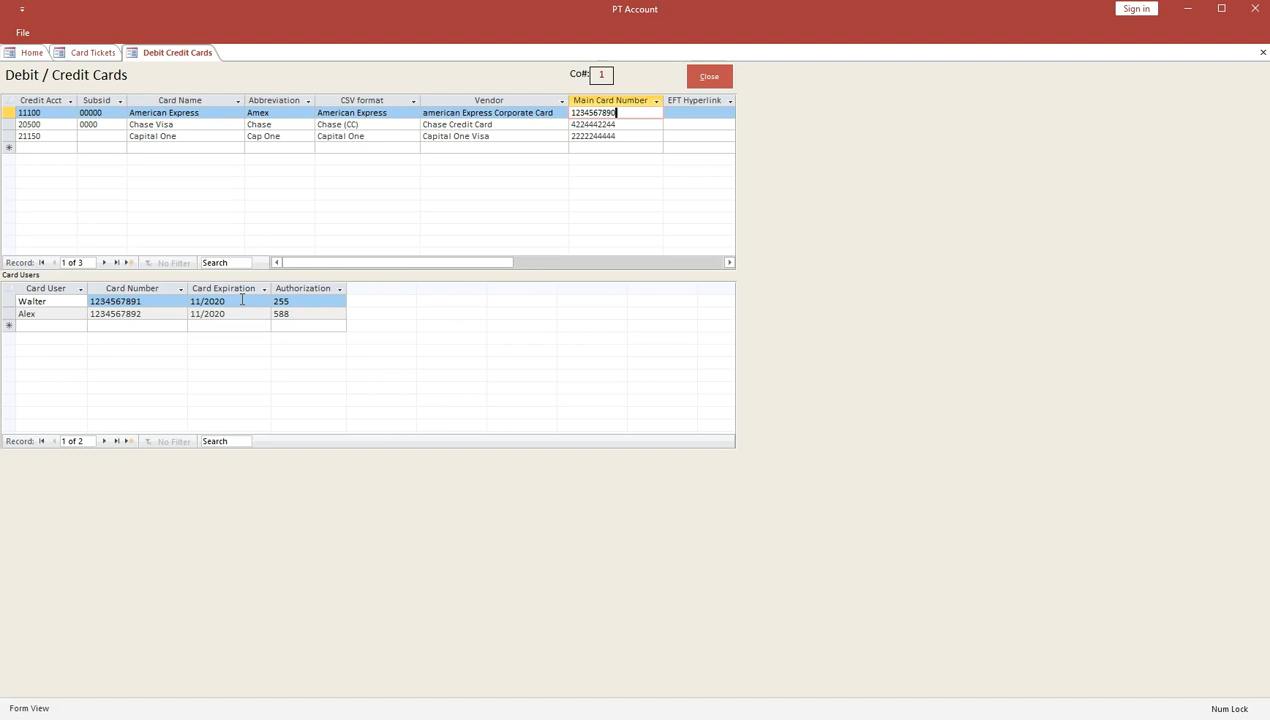 PT Account
Sign in
File
Home Card Tickets Debit Credit Cards
Debit / Credit Cards Co#: 1 Close
Credit Acct Subsid Card Name Abbreviation CSV format Vendor Main Card Number EFT Hyperlink
11100 00000 American Express Amex American Express american Express Corporate Card 1234567890
20500 0000 Chase Visa Chase Chase (CC) Chase Credit Card 4224442244
21150 Capital One Cap One Capital One Capital One Visa 2222244444
Record: 1 of 3 No Filter Search
Card Users
Card User Card Number Card Expiration Authorization
Walter 1234567891 11/2020 255
Alex 1234567892 11/2020 588
Record: 1 of 2 No Filter Search
Form View Num Lock